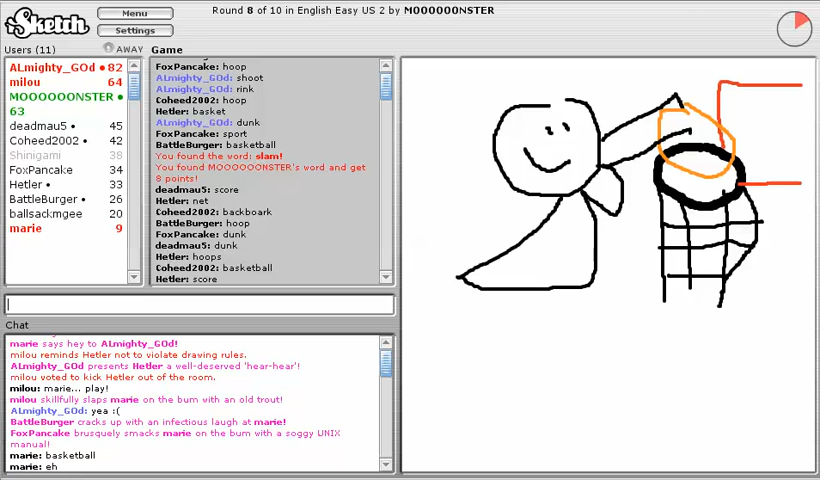 iSketch
Menu
Settings
Round 8 of 10 in English Easy US 2 by MOOOOOONSTER
Users (11)
AWAY
Game
ALmighty_GOd • 82
milou 64
MOOOOOONSTER •
63
deadmau5 • 45
Coheed2002 • 42
Shinigami 38
FoxPancake 34
Hetler • 33
BattleBurger • 26
ballsackmgee 20
marie 9
FoxPancake: hoop
ALmighty_GOd: shoot
ALmighty_GOd: rink
Coheed2002: hoop
Hetler: basket
ALmighty_GOd: dunk
FoxPancake: sport
BattleBurger: basketball
You found the word: slam!
You found MOOOOOONSTER's word and get
8 points!
deadmau5: score
Hetler: net
Coheed2002: backboark
BattleBurger: hoop
FoxPancake: dunk
deadmau5: dunk
Hetler: hoops
Coheed2002: basketball
Hetler: score
Chat
marie says hey to ALmighty_GOd!
milou reminds Hetler not to violate drawing rules.
ALmighty_GOd presents Hetler a well-deserved 'hear-hear'!
milou voted to kick Hetler out of the room.
milou: marie... play!
milou skillfully slaps marie on the bum with an old trout!
ALmighty_GOd: yea :(
BattleBurger cracks up with an infectious laugh at marie!
FoxPancake brusquely smacks marie on the bum with a soggy UNIX
manual!
marie: basketball
marie: eh